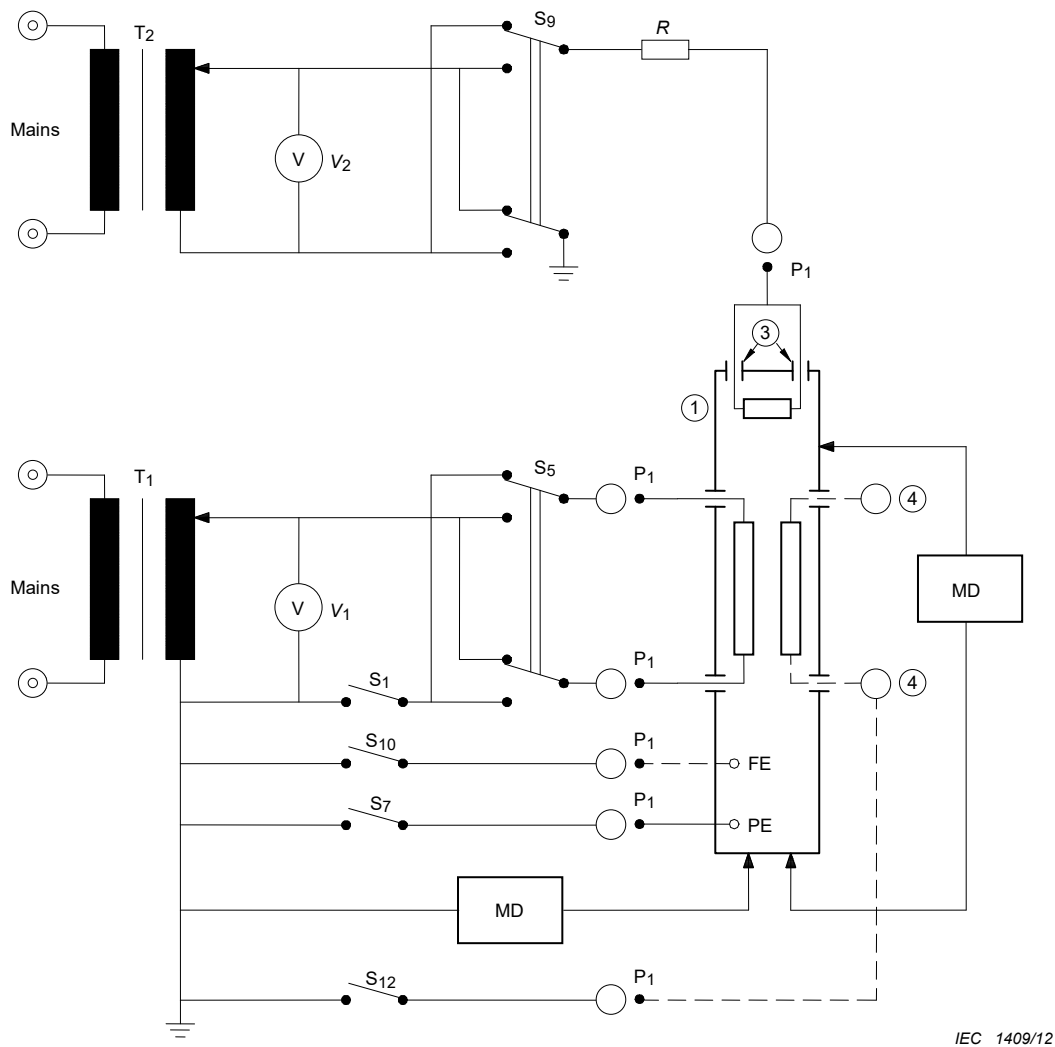 T2
S9
R
Mains
V
V2
P1
3
1
T1
S5
P1
4
Mains
V
V1
MD
S1
P1
4
S10
P1
FE
S7
P1
PE
MD
S12
P1
IEC 1409/12